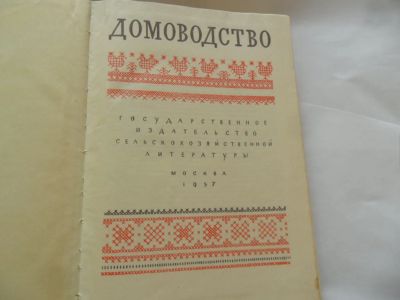 ДОМОВОДСТВО
ГОСУДАРСТВЕННОЕ
ИЗДАТЕЛЬСТВО
СЕЛЬСКОХОЗЯЙСТВЕННОЙ
ЛИТЕРАТУРЫ
МОСКВА
1957